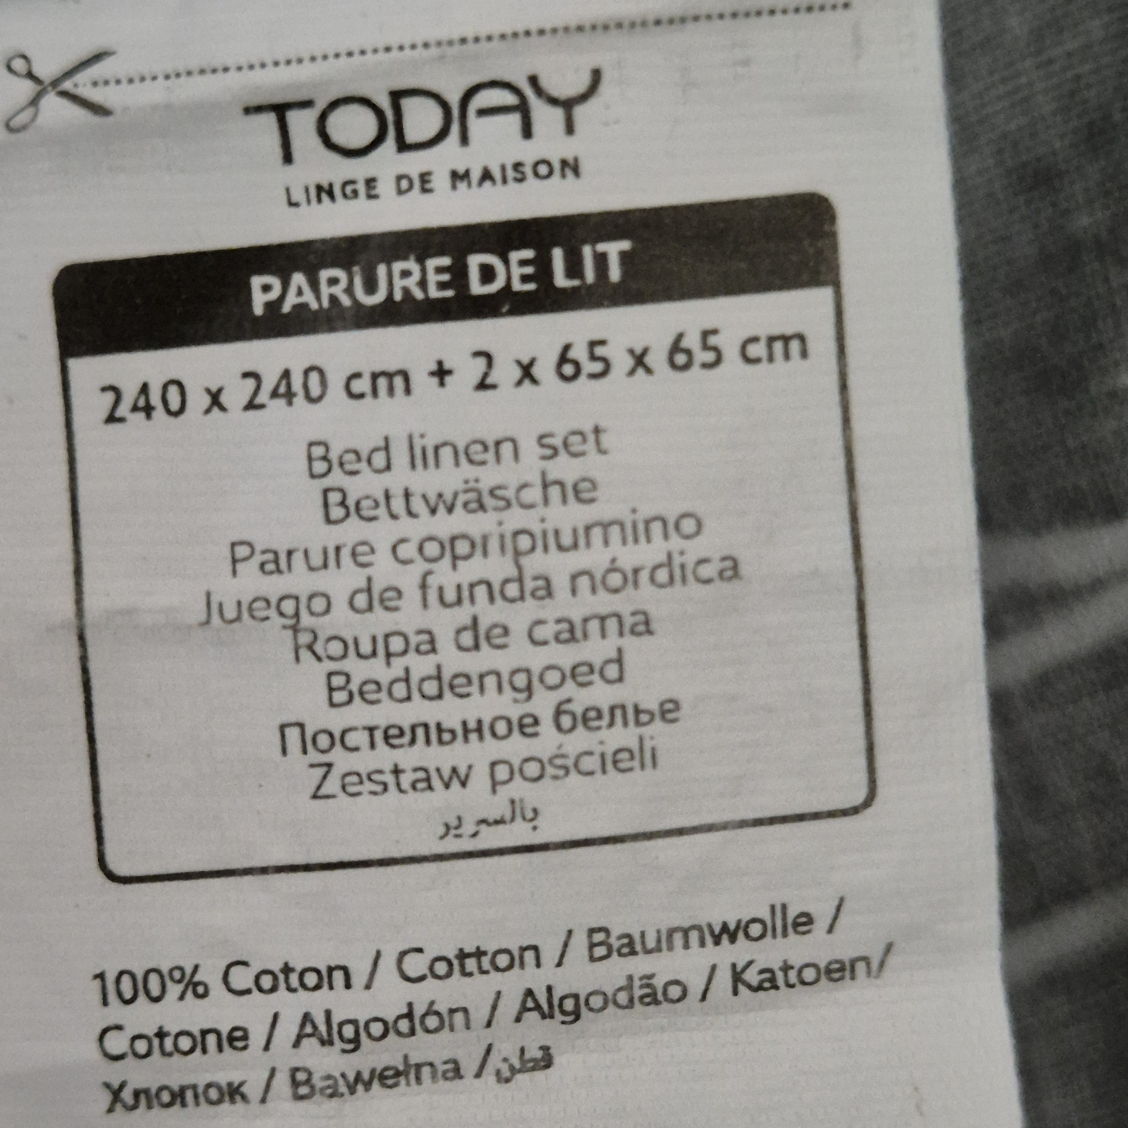 TODAY
LINGE DE MAISON
PARURE DE LIT
240 x 240 cm + 2 x 65 x 65 cm
Bed linen set
Bettwäsche
Parure copripiumino
Juego de funda nórdica
Roupa de cama
Beddengoed
Постельное белье
Zestaw pościeli
بالسرير
100% Coton / Cotton / Baumwolle /
Cotone / Algodón / Algodão / Katoen/
Хлопок / Bawełna /قطن